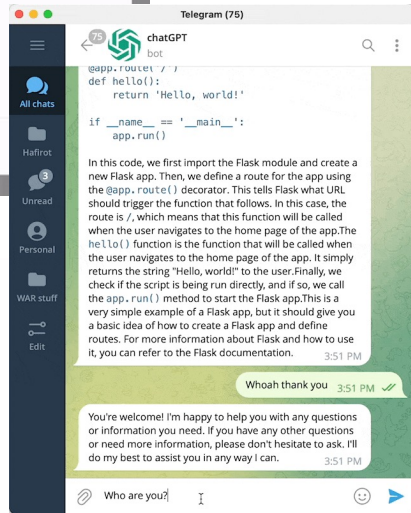 Telegram (75)
75
chatGPT
bot
All chats
Hafirot
3
Unread
Personal
WAR stuff
Edit
@app.route('/')
def hello():
return 'Hello, world!'
if __name__ == '__main__':
app.run()
In this code, we first import the Flask module and create a
new Flask app. Then, we define a route for the app using
the @app.route() decorator. This tells Flask what URL
should trigger the function that follows. In this case, the
route is /, which means that this function will be called
when the user navigates to the home page of the app.The
hello() function is the function that will be called when
the user navigates to the home page of the app. It simply
returns the string "Hello, world!" to the user.Finally, we
check if the script is being run directly, and if so, we call
the app.run() method to start the Flask app.This is a
very simple example of a Flask app, but it should give you
a basic idea of how to create a Flask app and define
routes. For more information about Flask and how to use
it, you can refer to the Flask documentation.
3:51 PM
Whoah thank you 3:51 PM
You're welcome! I'm happy to help you with any questions
or information you need. If you have any other questions
or need more information, please don't hesitate to ask. I'll
do my best to assist you in any way I can.
3:51 PM
Who are you?